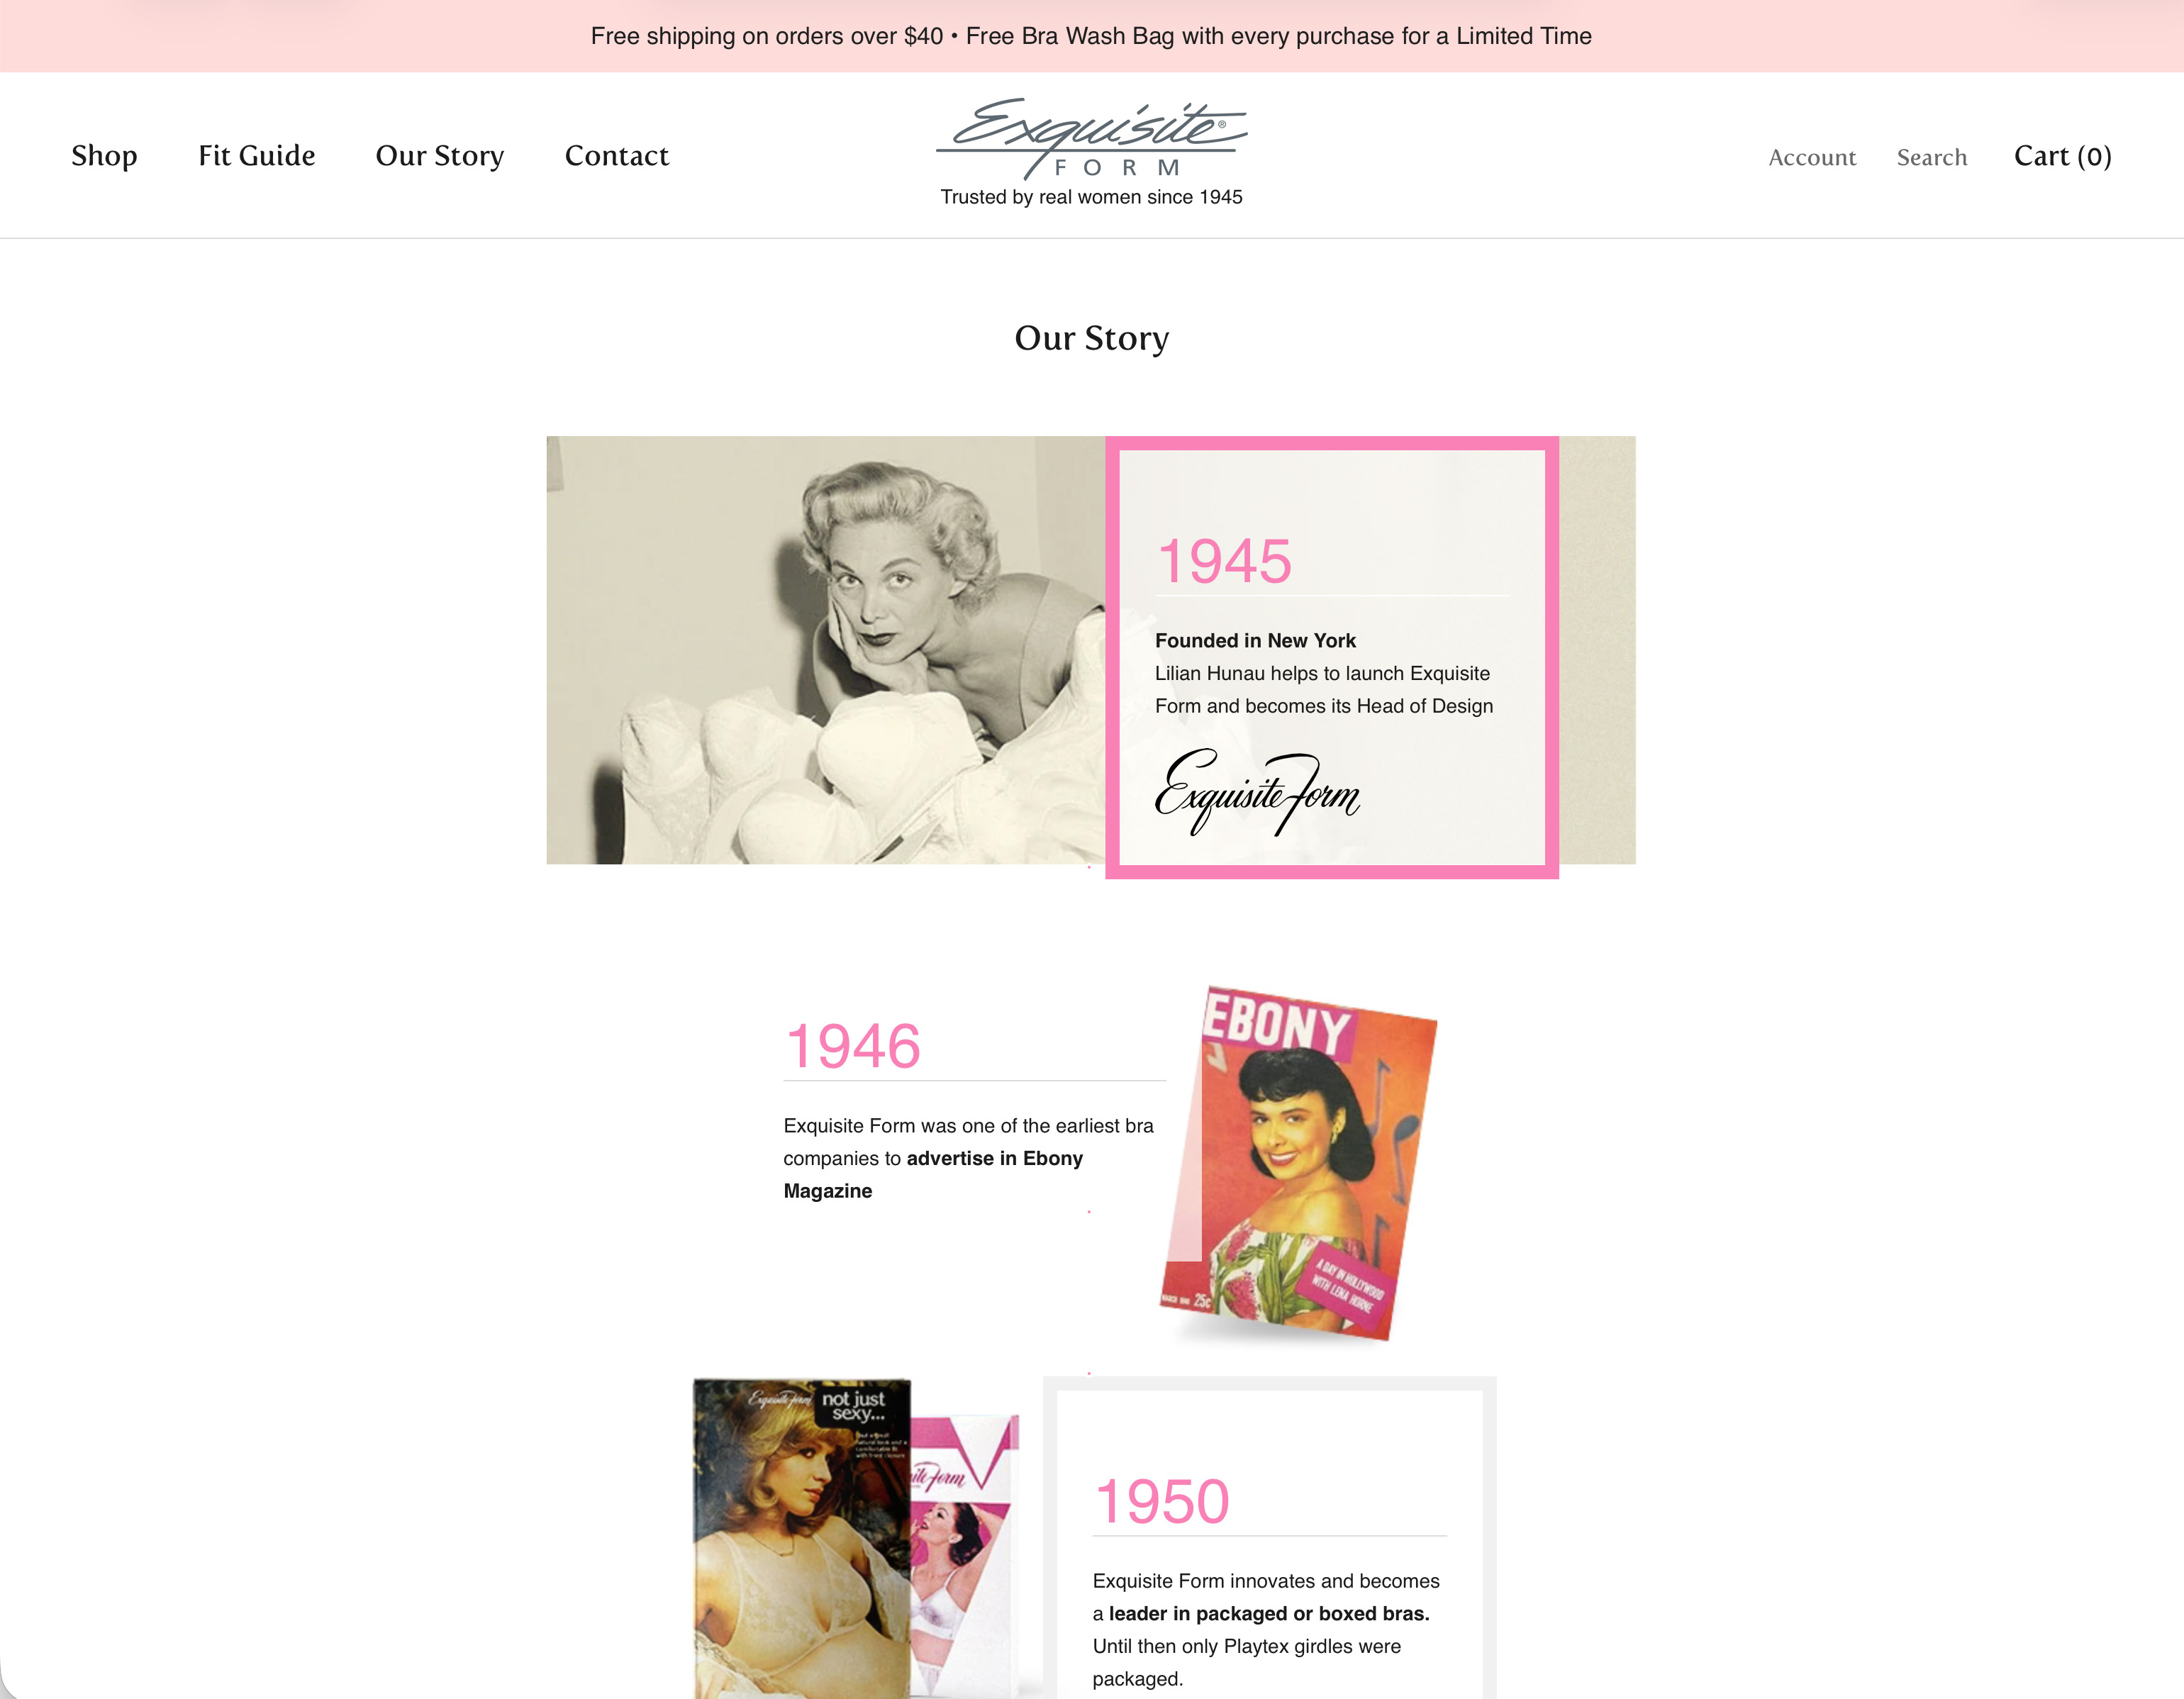 Free shipping on orders over $40 • Free Bra Wash Bag with every purchase for a Limited Time
Shop
Fit Guide
Our Story
Contact
Exquisite®
FORM
Trusted by real women since 1945
Account
Search
Cart (0)
Our Story
1945
Founded in New York
Lilian Hunau helps to launch Exquisite
Form and becomes its Head of Design
Exquisite Form
1946
Exquisite Form was one of the earliest bra
companies to advertise in Ebony
Magazine
EBONY
A DAY IN HOLLYWOOD
WITH LENA HORNE
25c
Exquisite Form
not just
sexy...
1950
Exquisite Form innovates and becomes
a leader in packaged or boxed bras.
Until then only Playtex girdles were
packaged.